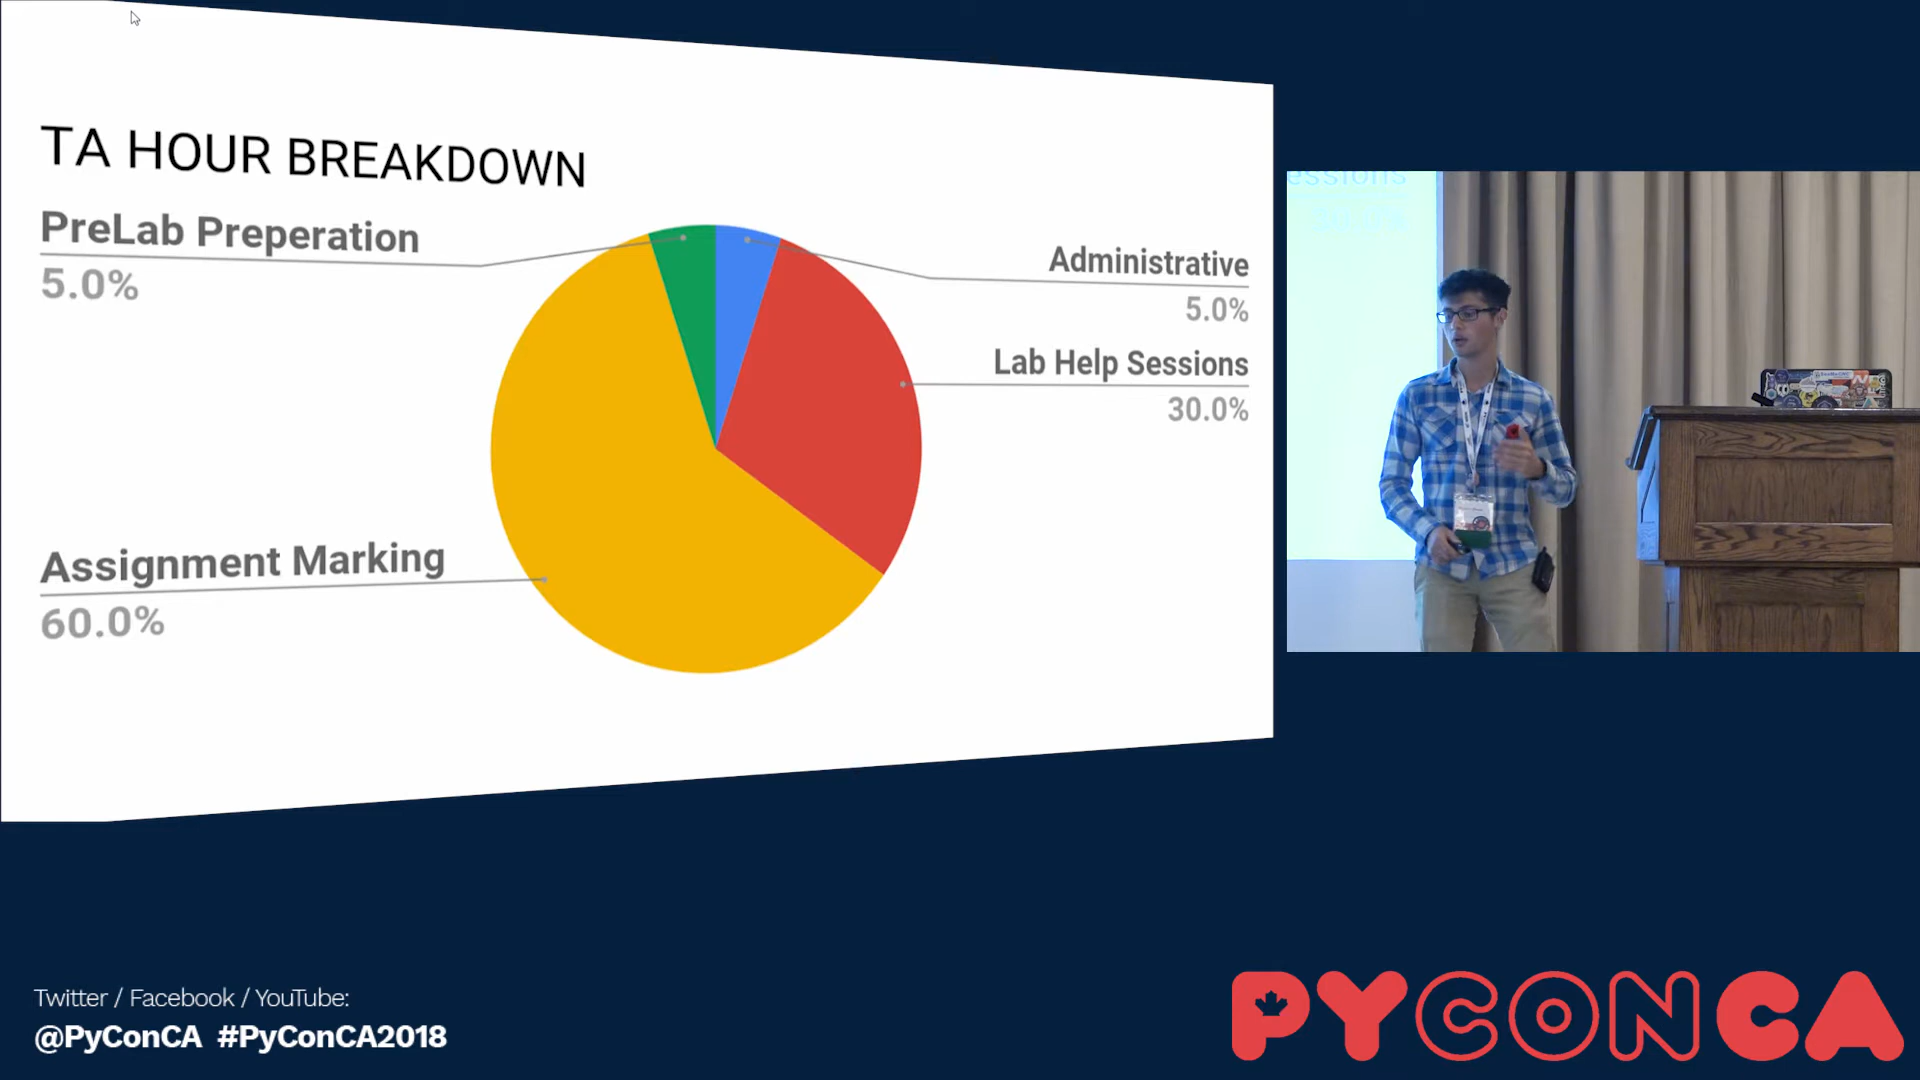 TA HOUR BREAKDOWN
PreLab Preperation
5.0%
Administrative
5.0%
Lab Help Sessions
30.0%
Assignment Marking
60.0%
essions
Twitter / Facebook / YouTube:
@PyConCA #PyConCA2018
PYCONCA